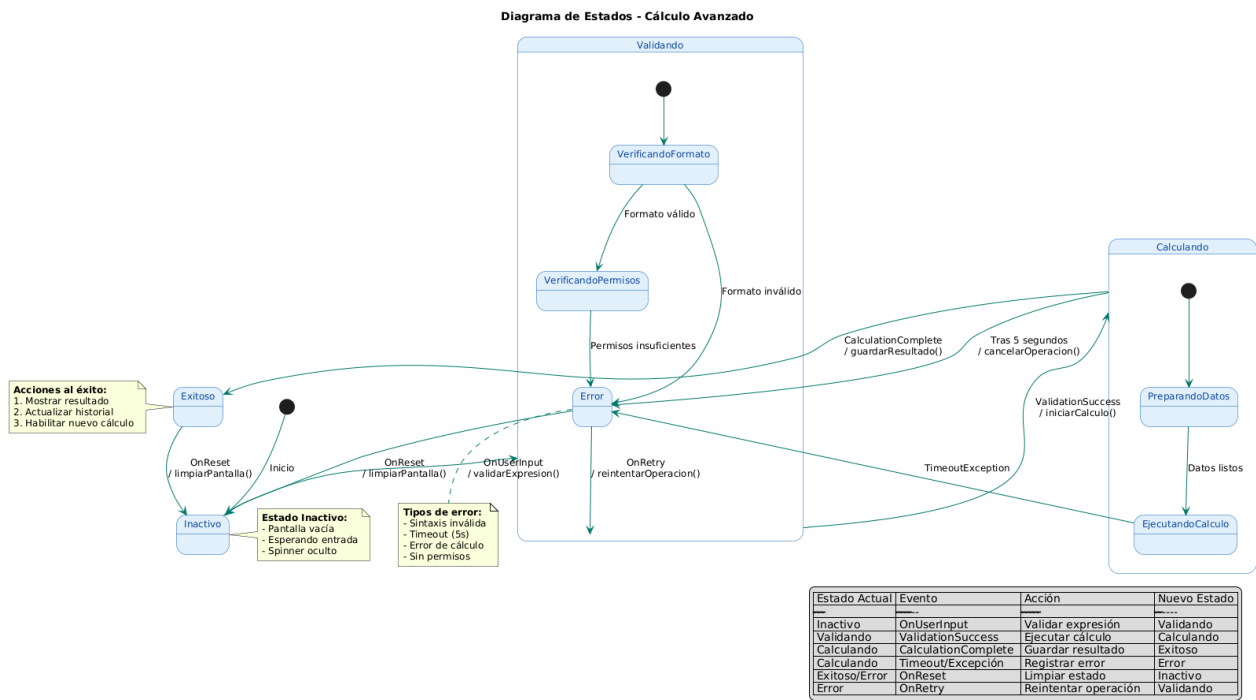 Diagrama de Estados - Cálculo Avanzado
Validando
VerificandoFormato
Formato válido
VerificandoPermisos
Formato inválido
Permisos insuficientes
Calculando
CalculationComplete
/ guardarResultado()
Tras 5 segundos
/ cancelarOperacion()
Acciones al éxito:
1. Mostrar resultado
2. Actualizar historial
3. Habilitar nuevo cálculo
Exitoso
Error
ValidationSuccess
/ iniciarCalculo()
PreparandoDatos
OnReset
/ limpiarPantalla()
Inicio
OnReset
/ limpiarPantalla()
OnUserInput
/ validarExpresion()
OnRetry
/ reintentarOperacion()
TimeoutException
Datos listos
Inactivo
Estado Inactivo:
- Pantalla vacía
- Esperando entrada
- Spinner oculto
Tipos de error:
- Sintaxis inválida
- Timeout (5s)
- Error de cálculo
- Sin permisos
EjecutandoCalculo
Estado Actual Evento Acción Nuevo Estado
Inactivo OnUserInput Validar expresión Validando
Validando ValidationSuccess Ejecutar cálculo Calculando
Calculando CalculationComplete Guardar resultado Exitoso
Calculando Timeout/Excepción Registrar error Error
Exitoso/Error OnReset Limpiar estado Inactivo
Error OnRetry Reintentar operación Validando